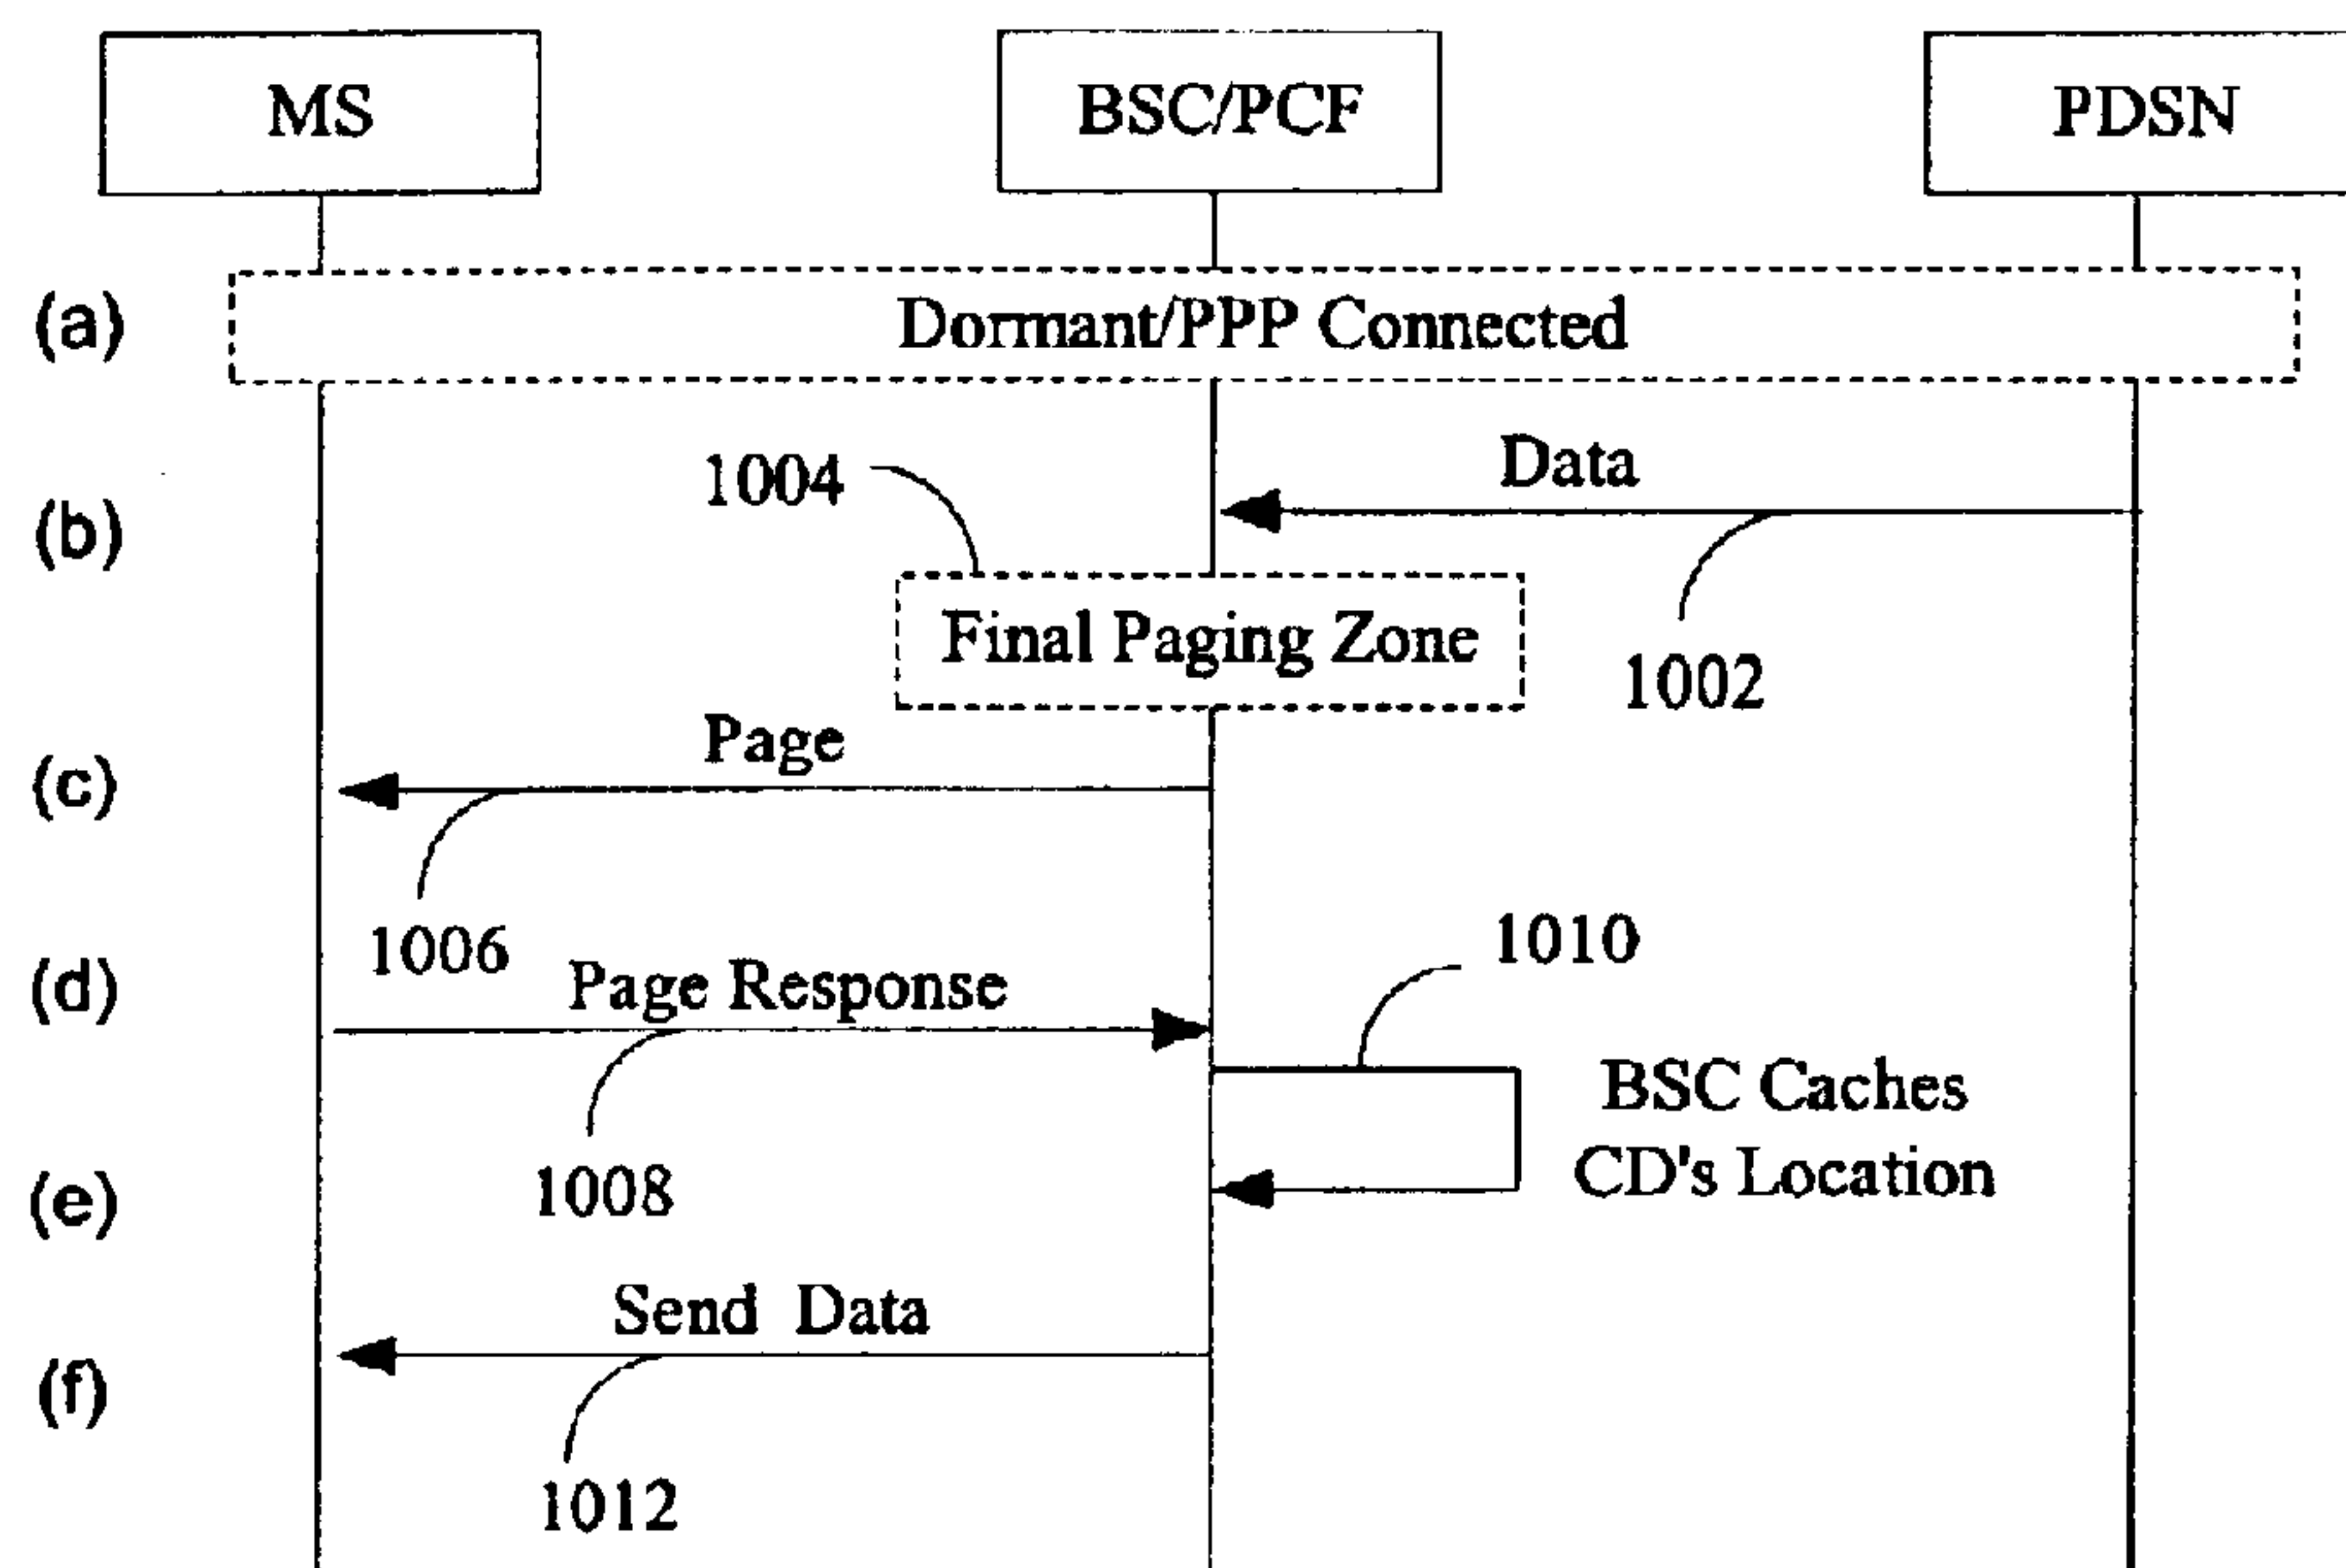 MS
BSC/PCF
PDSN
(a)
Dormant/PPP Connected
1004
Data
(b)
Final Paging Zone
1002
Page
(c)
1006
1010
(d)
Page Response
BSC Caches
CD's Location
1008
(e)
Send Data
(f)
1012